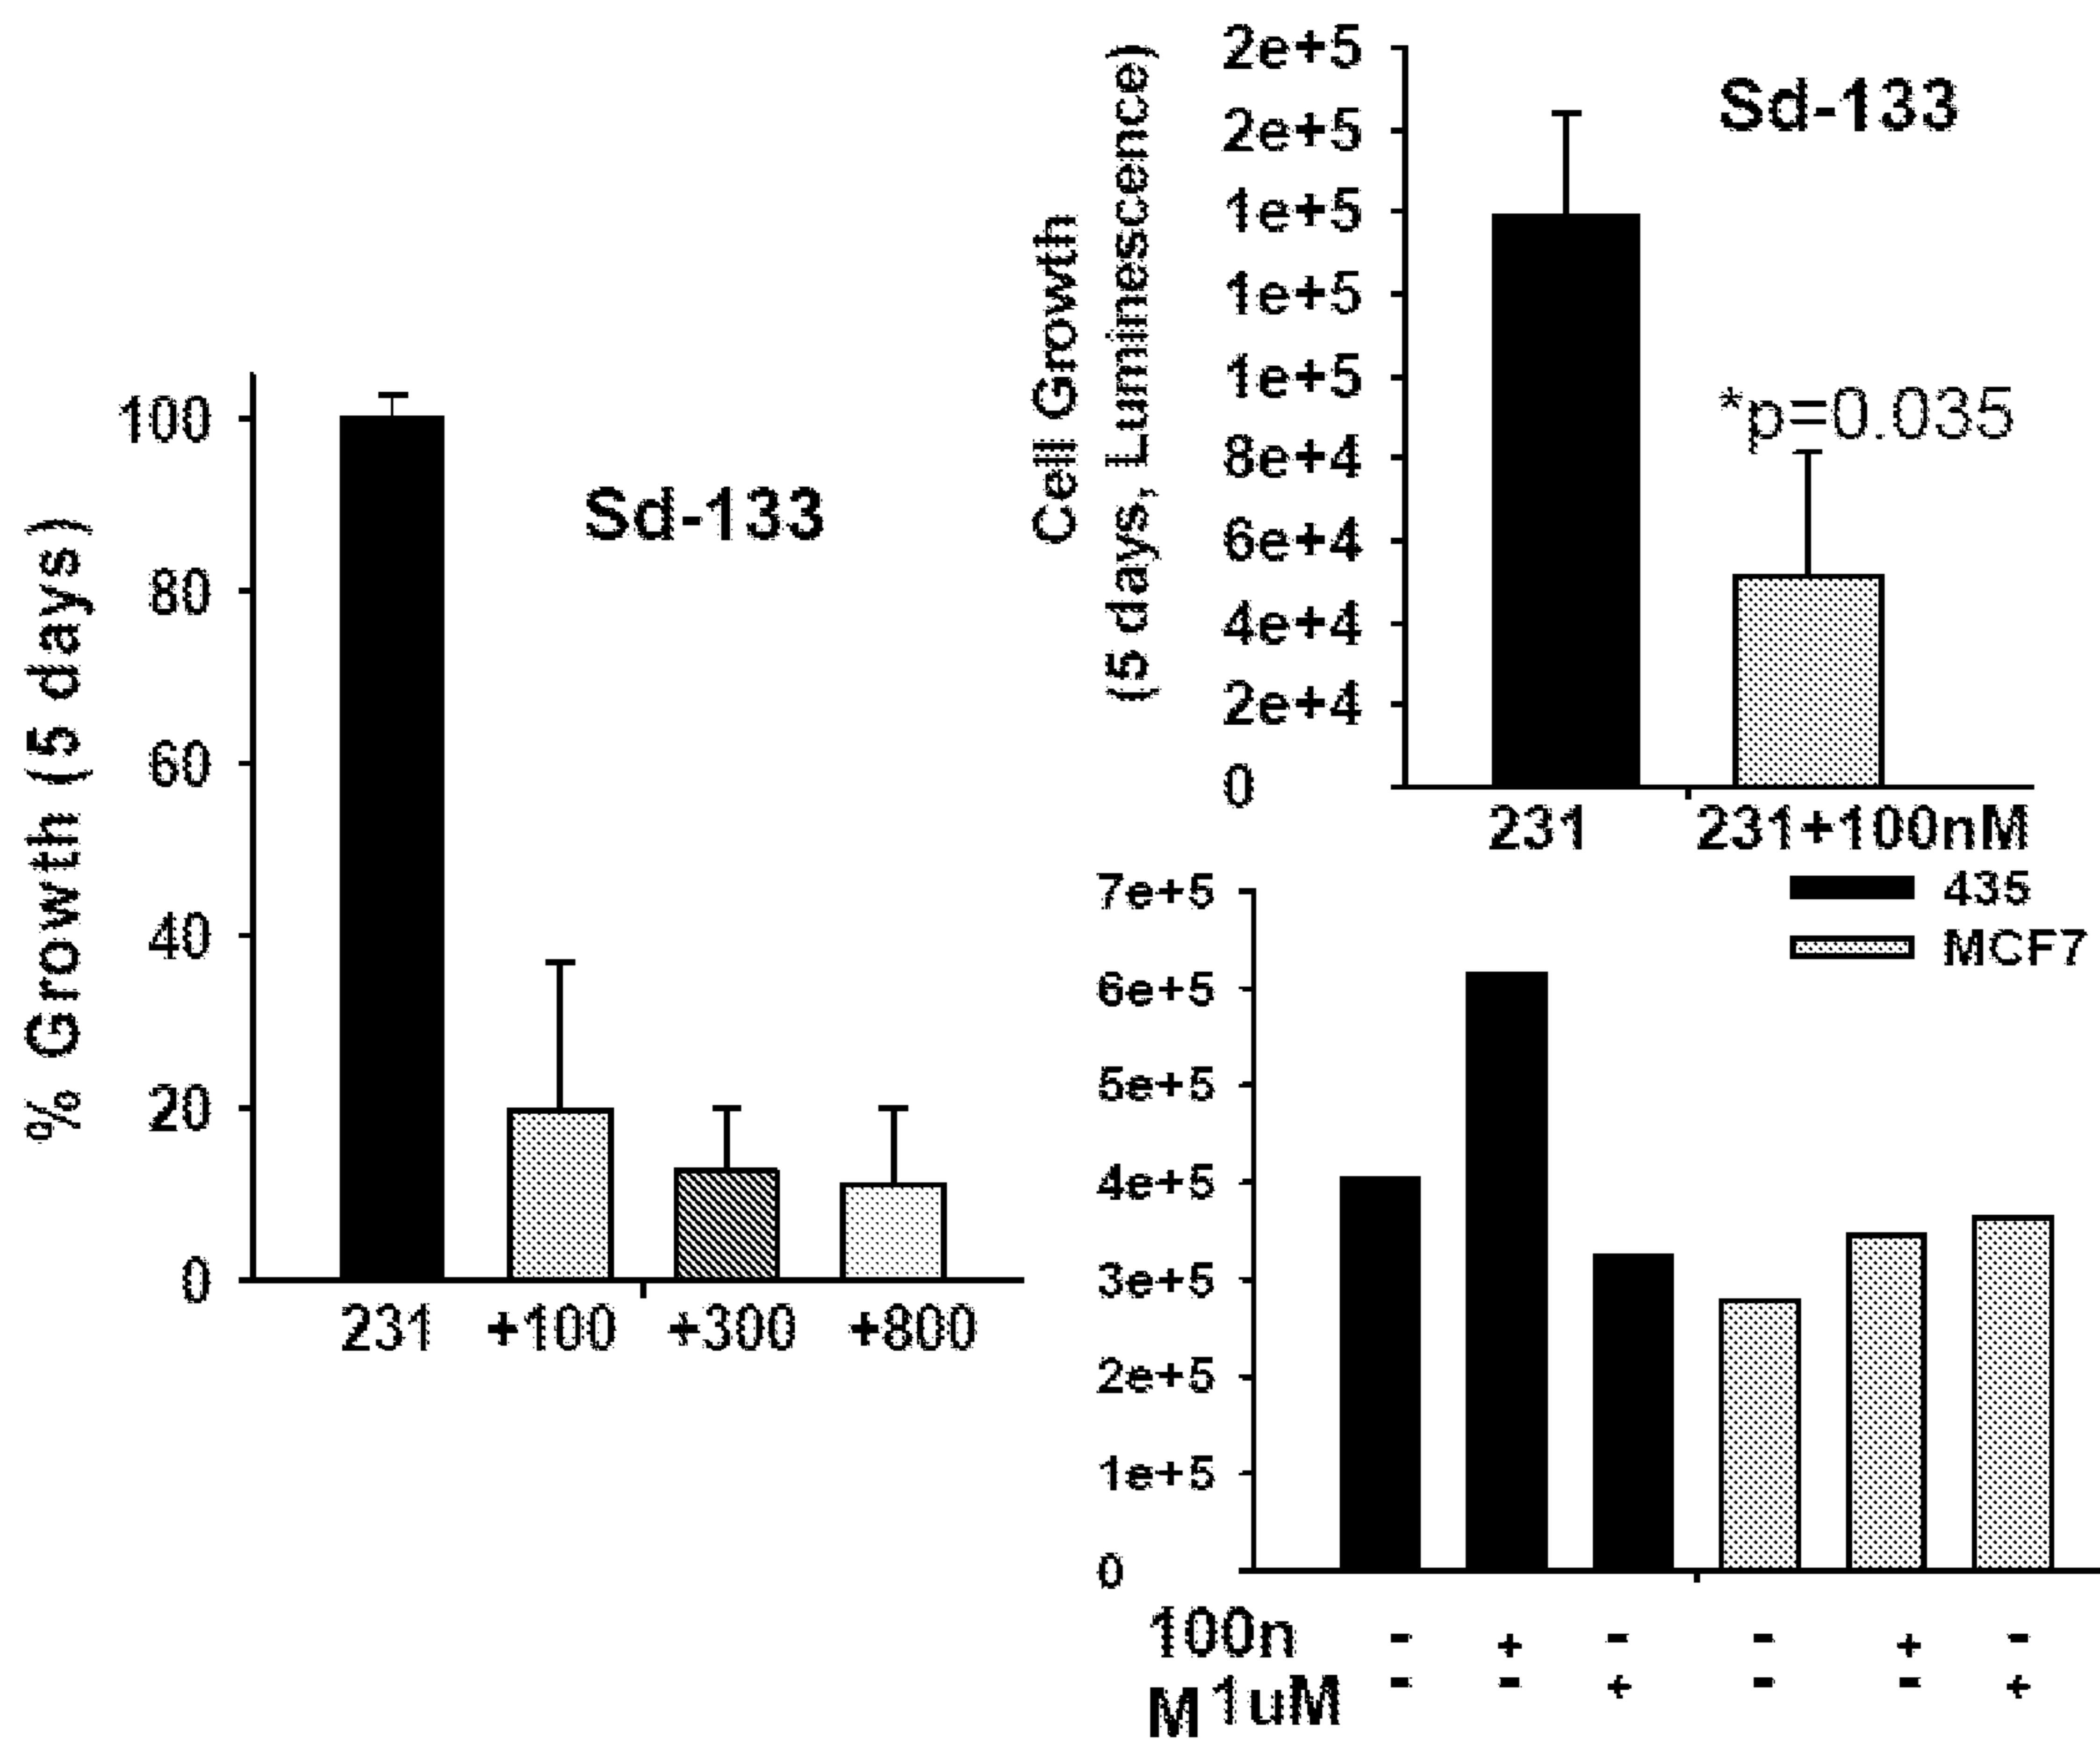 % Growth (5 days)
100
80
60
40
20
0
Sd-133
231 +100 +300 +800
Cell Growth
(5 days, Luminescence)
2e+5
2e+5
1e+5
1e+5
1e+5
8e+4
6e+4
4e+4
2e+4
0
Sd-133
*p=0.035
231 231+100nM
435
MCF7
7e+5
6e+5
5e+5
4e+5
3e+5
2e+5
1e+5
0
100n - + - - + -
M 1uM - - + - - +